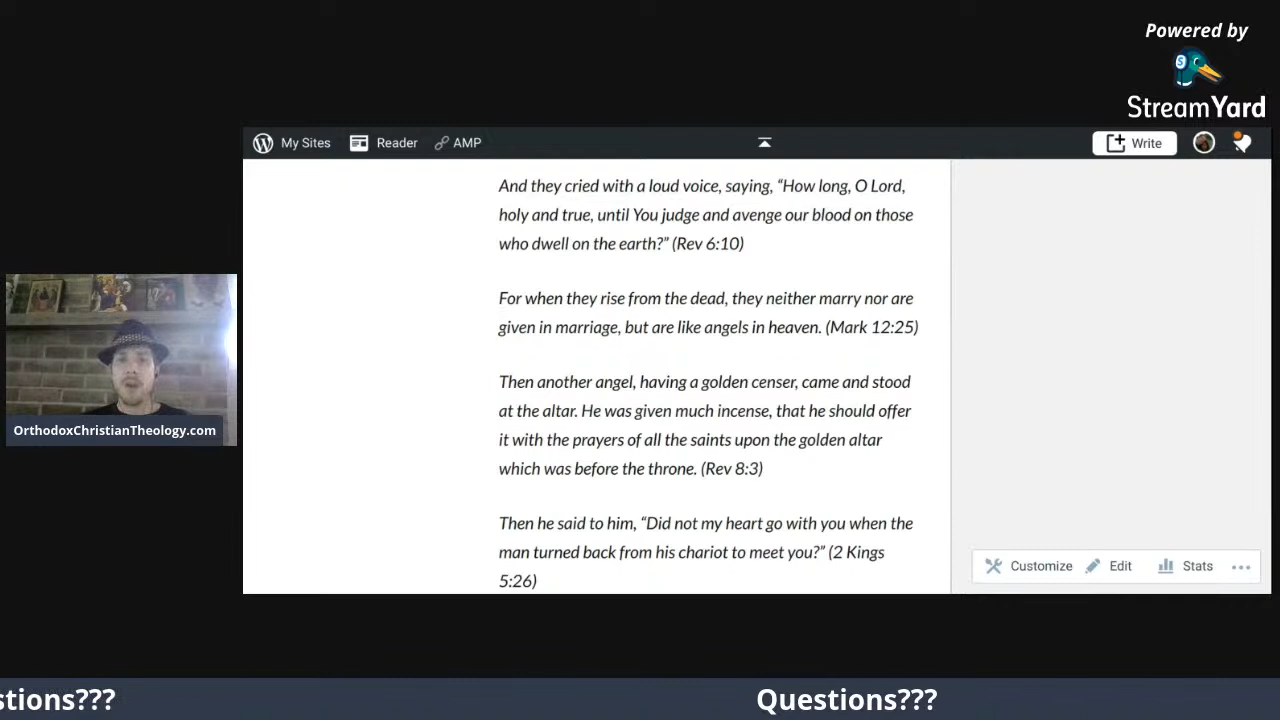 Powered by
StreamYard
My Sites
Reader
AMP
Write
And they cried with a loud voice, saying, “How long, O Lord,
holy and true, until You judge and avenge our blood on those
who dwell on the earth?” (Rev 6:10)
For when they rise from the dead, they neither marry nor are
given in marriage, but are like angels in heaven. (Mark 12:25)
Then another angel, having a golden censer, came and stood
at the altar. He was given much incense, that he should offer
it with the prayers of all the saints upon the golden altar
which was before the throne. (Rev 8:3)
Then he said to him, “Did not my heart go with you when the
man turned back from his chariot to meet you?” (2 Kings
5:26)
OrthodoxChristianTheology.com
Customize
Edit
Stats
stions???
Questions???